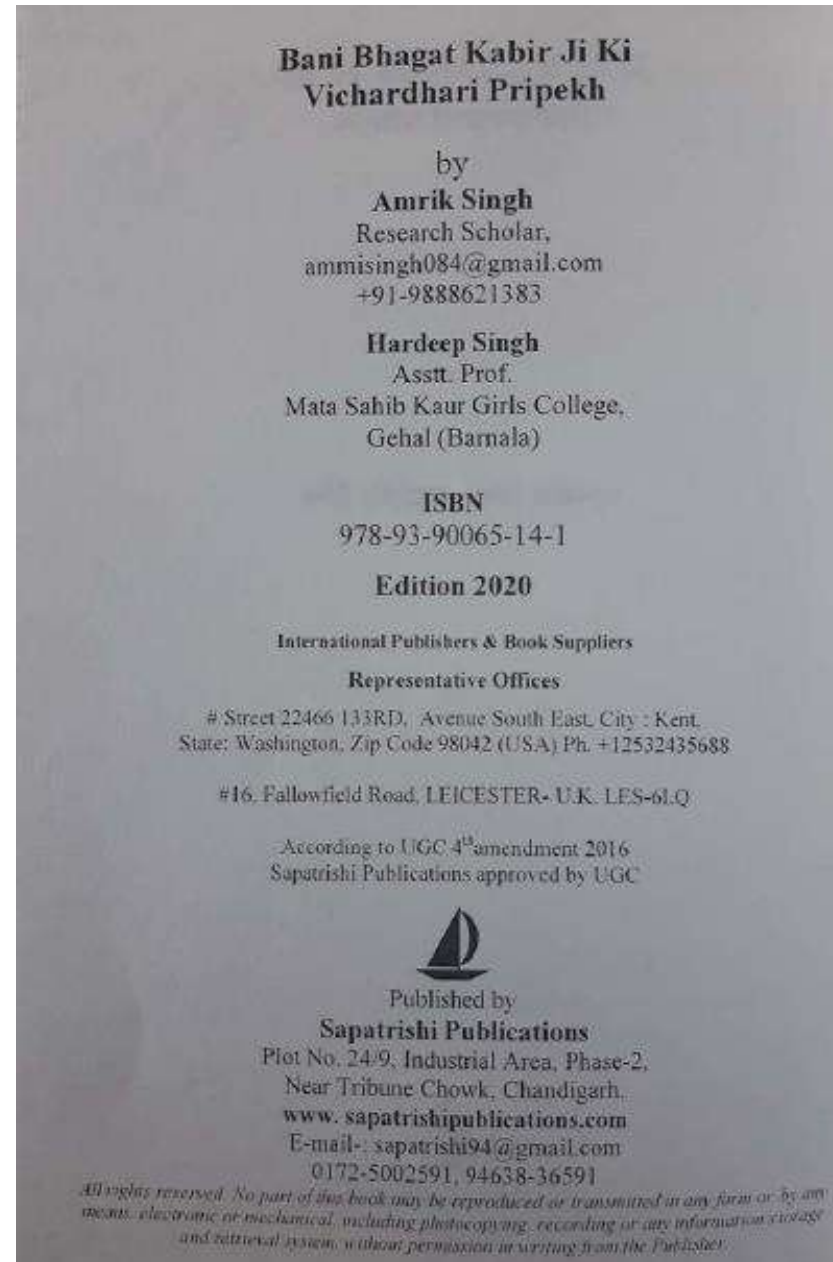 Bani Bhagat Kabir Ji Ki
Vichardhari Pripekh
by
Amrik Singh
Research Scholar,
ammisingh084@gmail.com
+91-9888621383
Hardeep Singh
Asstt. Prof.
Mata Sahib Kaur Girls College,
Gehal (Barnala)
ISBN
978-93-90065-14-1
Edition 2020
International Publishers & Book Suppliers
Representative Offices
# Street 22466 133RD, Avenue South East, City : Kent.
State: Washington, Zip Code 98042 (USA) Ph. +12532435688
#16, Fallowfield Road, LEICESTER- U.K. LES-6LQ
According to UGC 4th amendment 2016
Sapatrishi Publications approved by UGC
Published by
Sapatrishi Publications
Plot No. 24/9, Industrial Area, Phase-2,
Near Tribune Chowk, Chandigarh.
www. sapatrishipublications.com
E-mail-: sapatrishi94@gmail.com
0172-5002591, 94638-36591
All rights reserved. No part of this book may be reproduced or transmitted in any form or by any
means, electronic or mechanical, including photocopying, recording or any information storage
and retrieval system, without permission in writing from the Publisher.